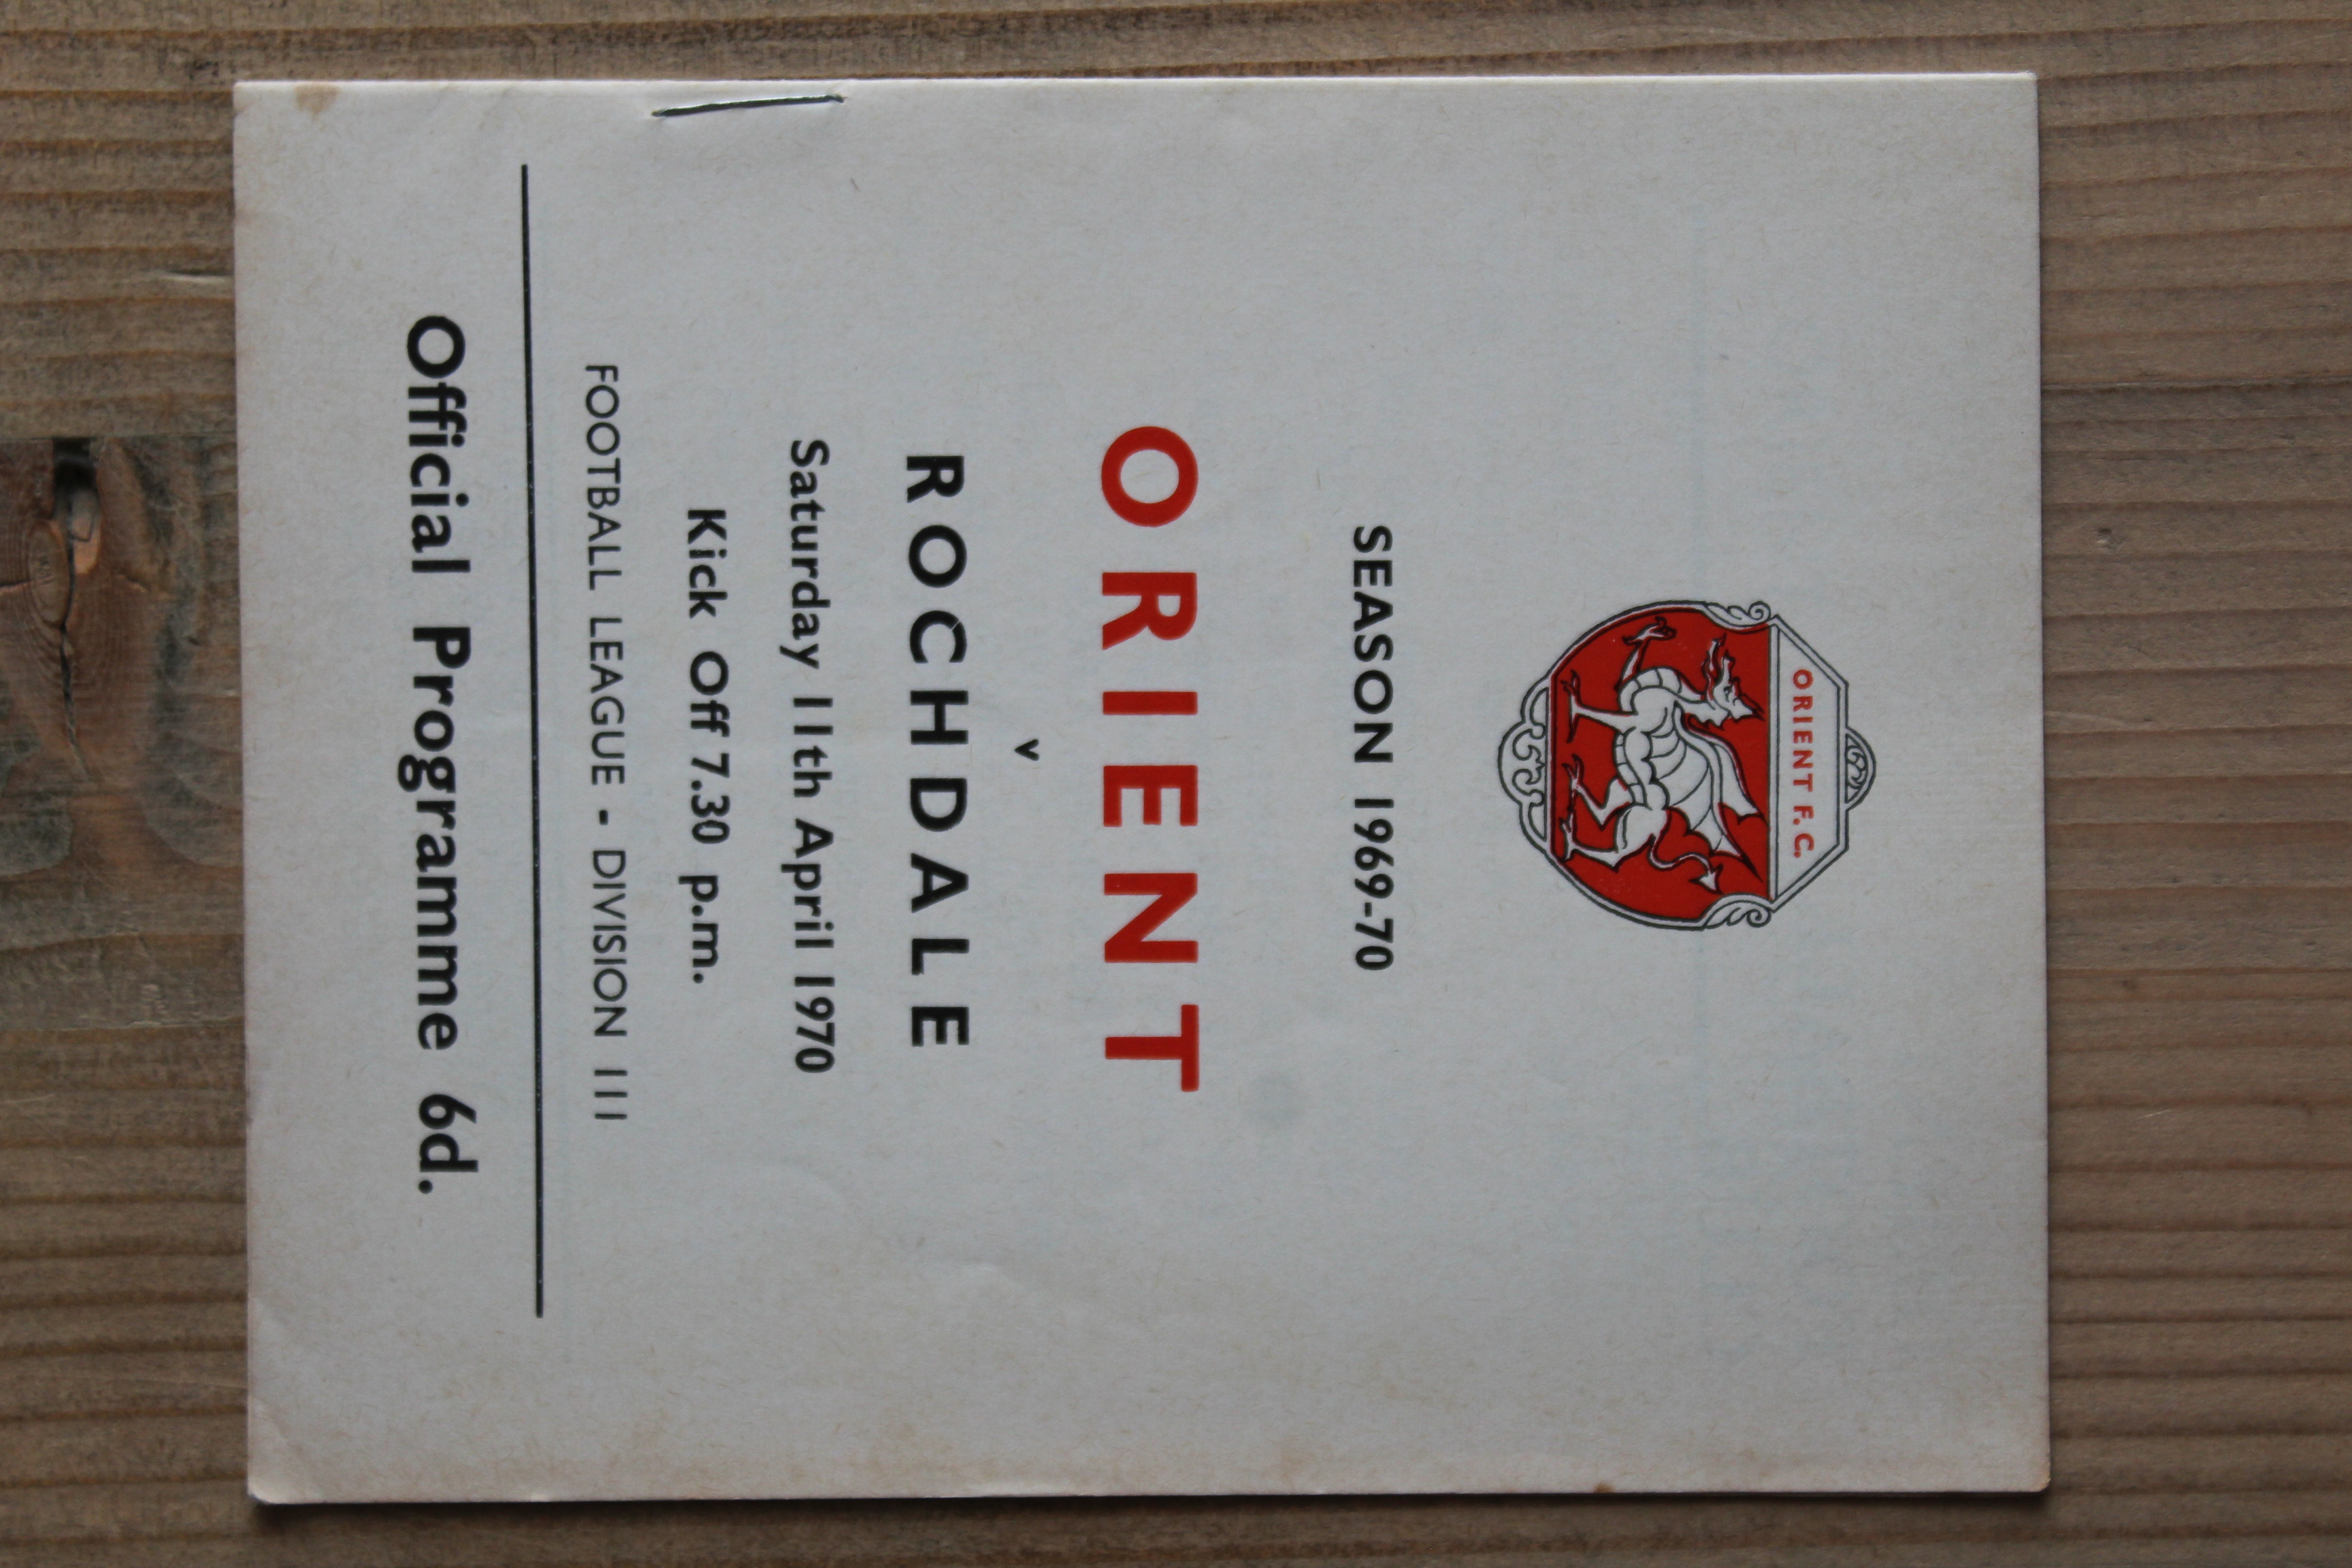 ORIENT F.C.
SEASON 1969-70
ORIENT
v
ROCHDALE
Saturday 11th April 1970
Kick Off 7.30 p.m.
FOOTBALL LEAGUE - DIVISION III
Official Programme 6d.